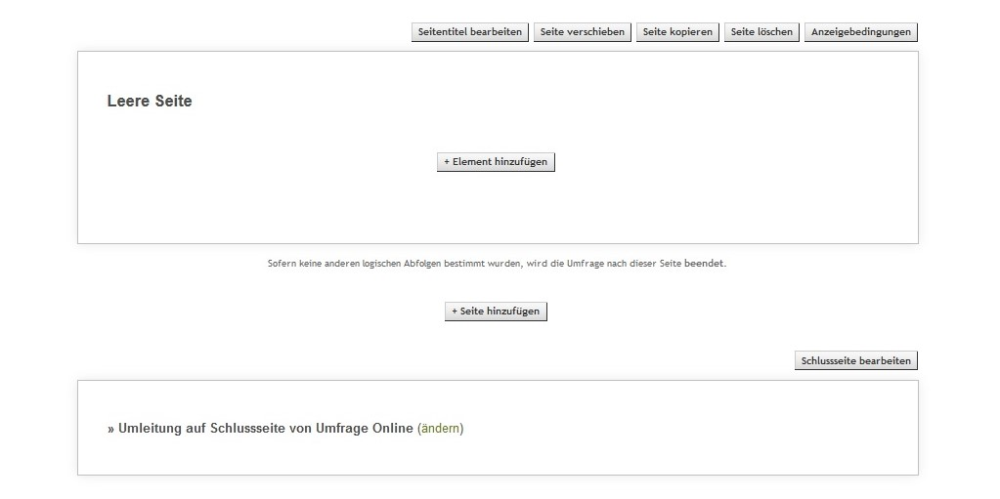 Seitentitel bearbeiten Seite verschieben Seite kopieren Seite löschen Anzeigebedingungen
Leere Seite
+ Element hinzufügen
Sofern keine anderen logischen Abfolgen bestimmt wurden, wird die Umfrage nach dieser Seite beendet.
+ Seite hinzufügen
Schlussseite bearbeiten
» Umleitung auf Schlussseite von Umfrage Online (ändern)